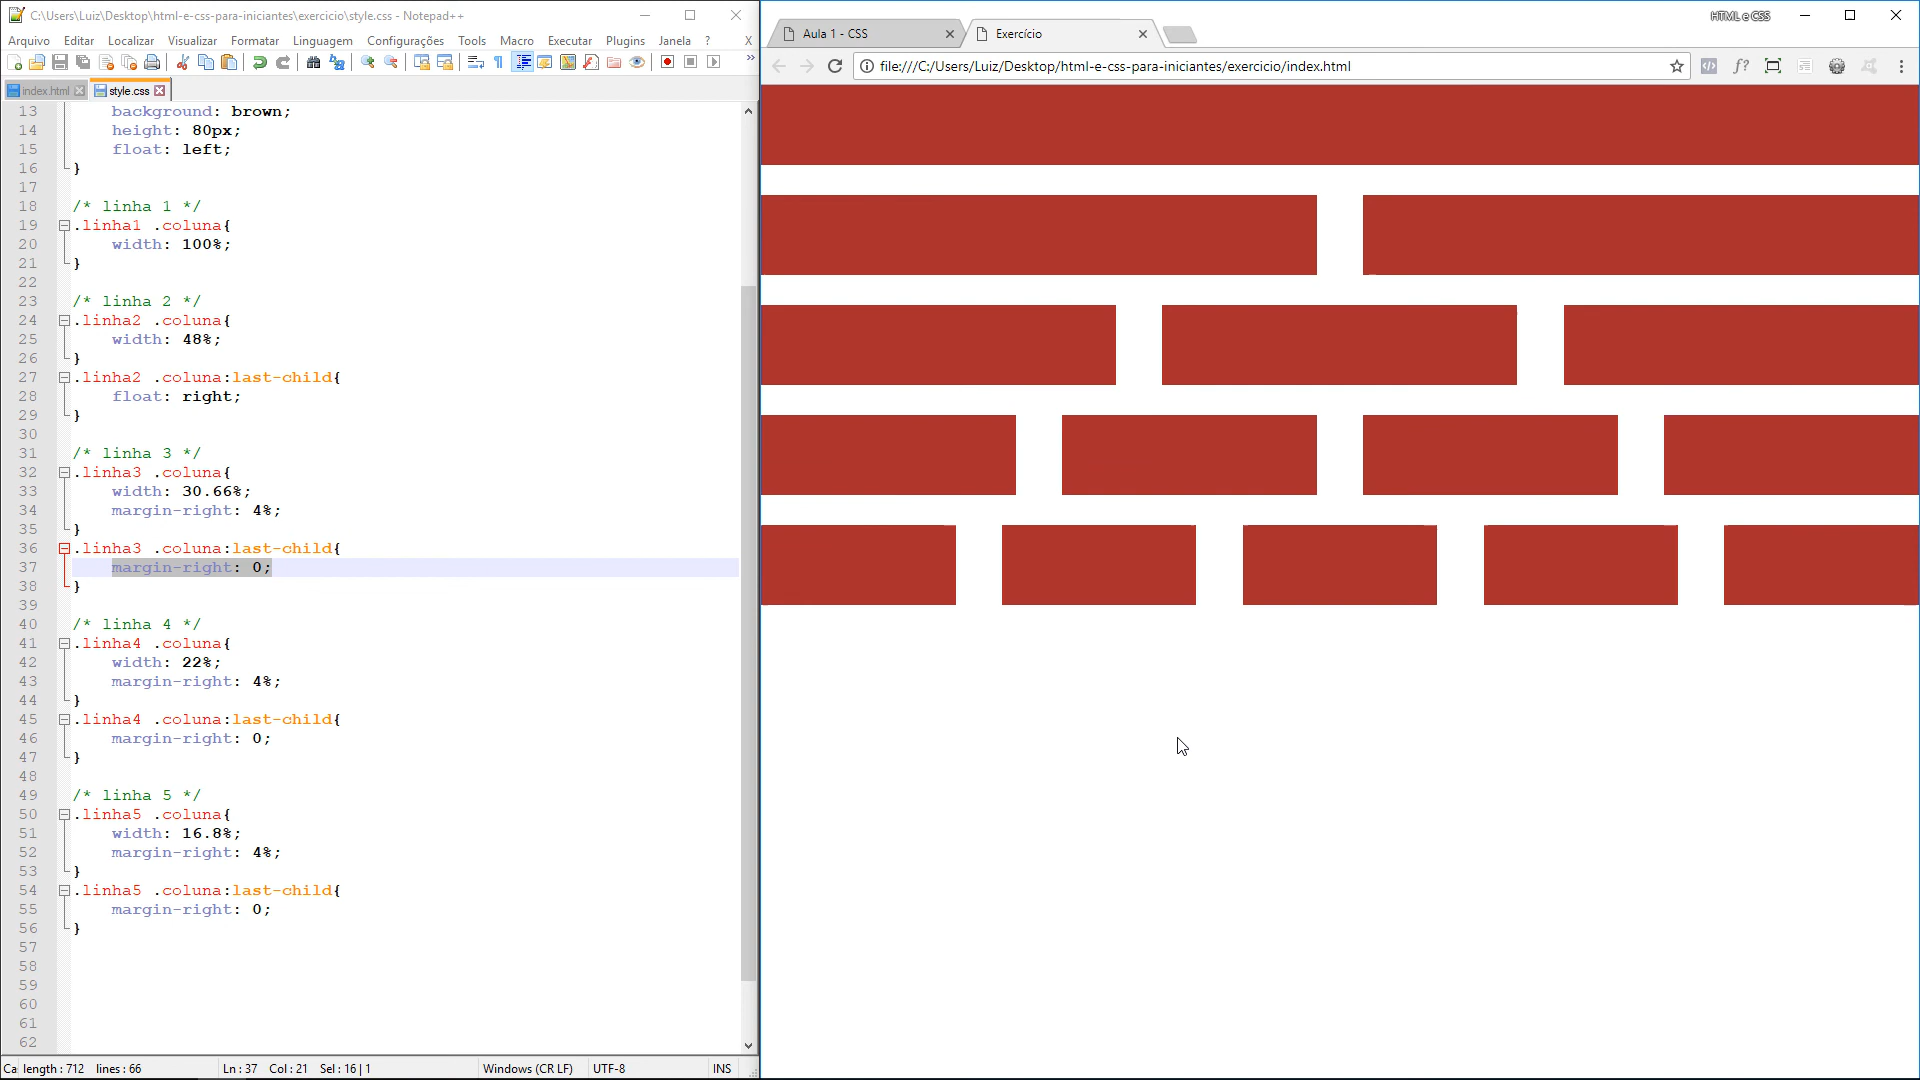 C:\Users\Luiz\Desktop\html-e-css-para-iniciantes\exercicio\style.css - Notepad++
Arquivo Editar Localizar Visualizar Formatar Linguagem Configurações Tools Macro Executar Plugins Janela ? X
index.html style.css
13 background: brown;
14 height: 80px;
15 float: left;
16 }
17
18 /* linha 1 */
19 .linha1 .coluna{
20 width: 100%;
21 }
22
23 /* linha 2 */
24 .linha2 .coluna{
25 width: 48%;
26 }
27 .linha2 .coluna:last-child{
28 float: right;
29 }
30
31 /* linha 3 */
32 .linha3 .coluna{
33 width: 30.66%;
34 margin-right: 4%;
35 }
36 .linha3 .coluna:last-child{
37 margin-right: 0;
38 }
39
40 /* linha 4 */
41 .linha4 .coluna{
42 width: 22%;
43 margin-right: 4%;
44 }
45 .linha4 .coluna:last-child{
46 margin-right: 0;
47 }
48
49 /* linha 5 */
50 .linha5 .coluna{
51 width: 16.8%;
52 margin-right: 4%;
53 }
54 .linha5 .coluna:last-child{
55 margin-right: 0;
56 }
57
58
59
60
61
62
Ca length : 712 lines : 66 Ln : 37 Col : 21 Sel : 16 | 1 Windows (CR LF) UTF-8 INS
HTML e CSS
Aula 1 - CSS Exercício
file:///C:/Users/Luiz/Desktop/html-e-css-para-iniciantes/exercicio/index.html
f?